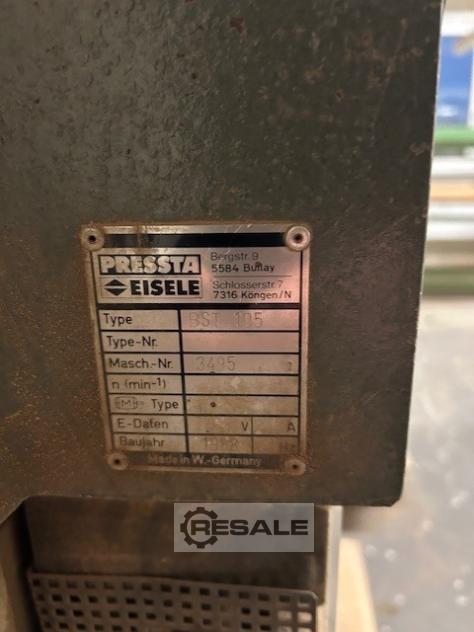 PRESSTA
EISELE
Bergstr. 9
5584 Bullay
Schlosserstr. 7
7316 Köngen/N
Type BST 105
Type-Nr.
Masch.-Nr. 3495
n (min-1)
M Type
E-Daten V A
Baujahr Hz
Made in W.-Germany
RESALE